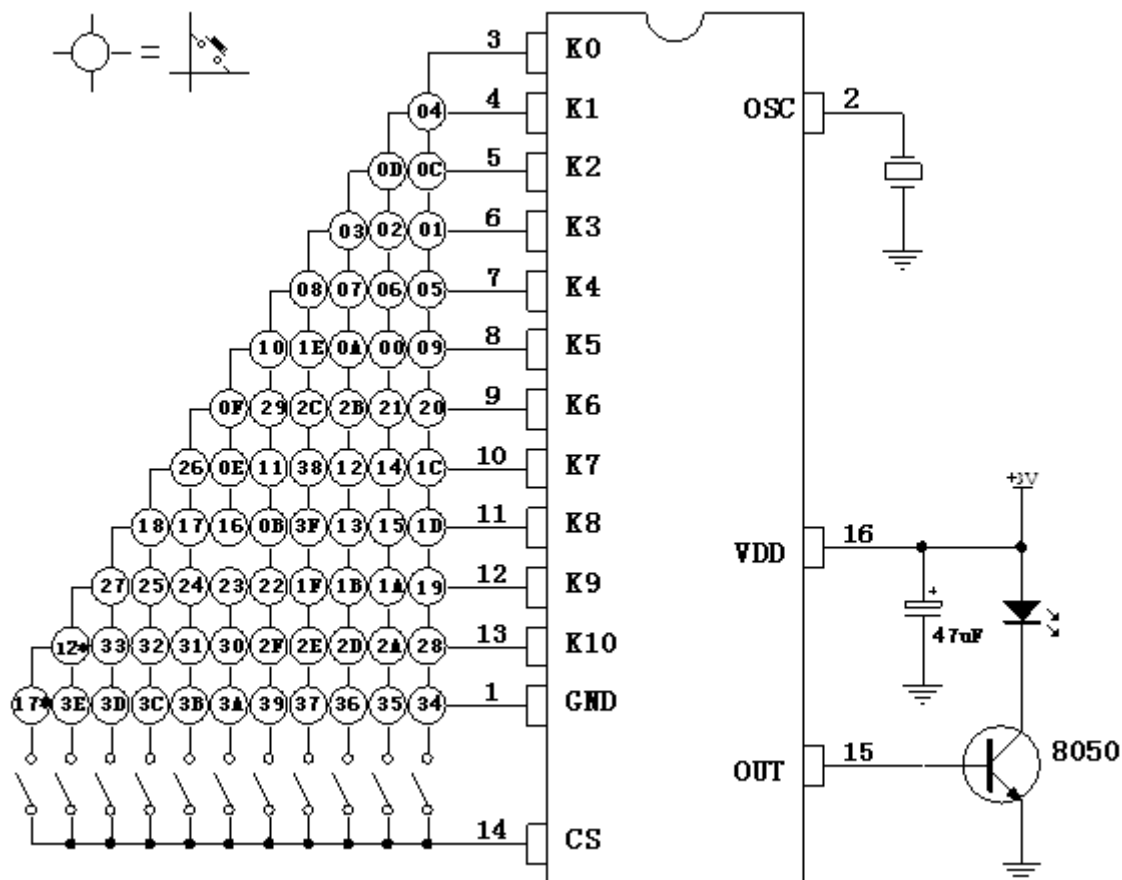 3 K0
04 4 K1
OSC 2
0D 0C 5 K2
03 02 01 6 K3
08 07 06 05 7 K4
10 1E 0A 00 09 8 K5
0F 29 2C 2B 21 20 9 K6
26 0E 11 38 12 14 1C 10 K7
+3V
18 17 16 0B 3F 13 15 1D 11 K8
VDD 16
27 25 24 23 22 1F 1B 1A 19 12 K9
+
47uF
12* 33 32 31 30 2F 2E 2D 2A 28 13 K10
17* 3E 3D 3C 3B 3A 39 37 36 35 34 1 GND
OUT 15 8050
14 CS